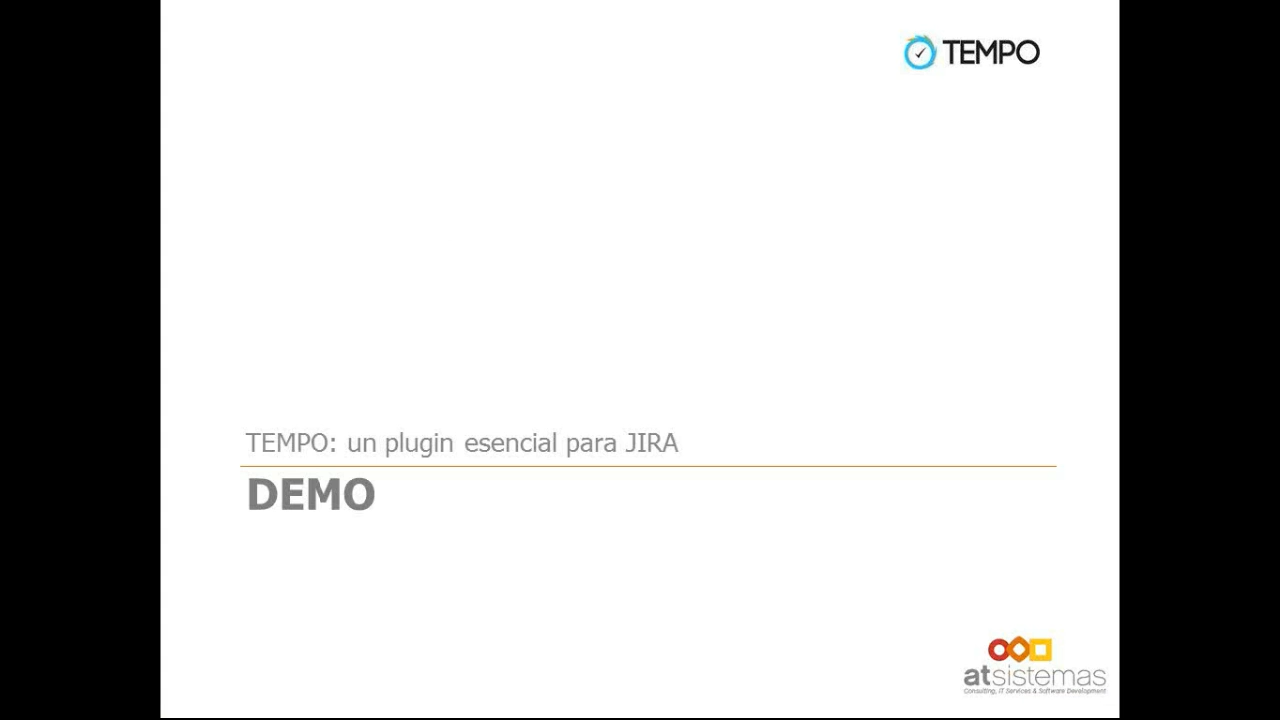 TEMPO
TEMPO: un plugin esencial para JIRA
DEMO
atsistemas
Consulting, IT Services & Software Development